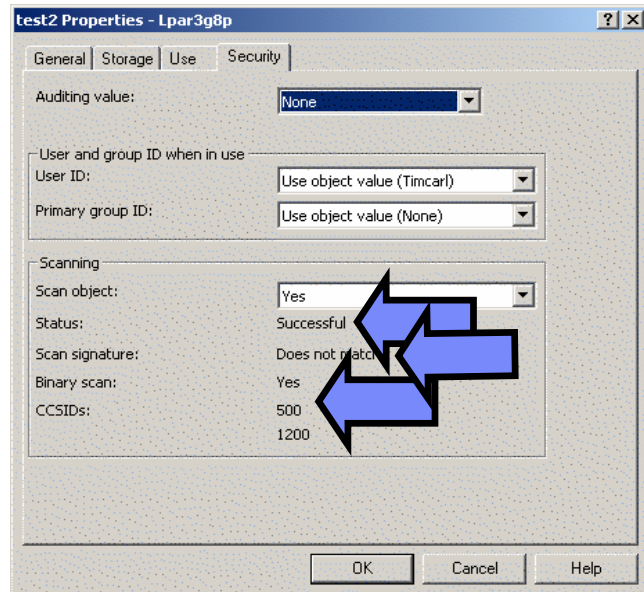 test2 Properties - Lpar3g8p
General Storage Use Security
Auditing value: None
User and group ID when in use
User ID: Use object value (Timcarl)
Primary group ID: Use object value (None)
Scanning
Scan object: Yes
Status: Successful
Scan signature: Does not match
Binary scan: Yes
CCSIDs: 500
1200
OK Cancel Help